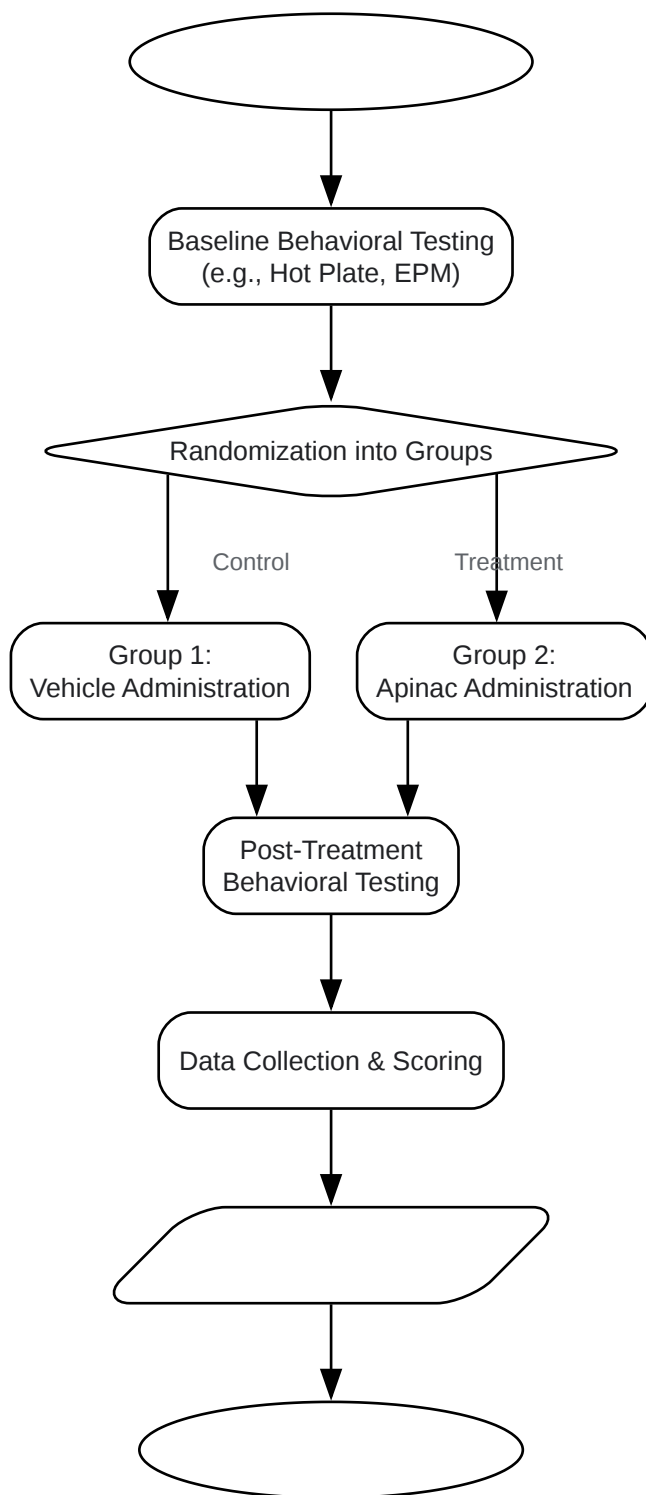 Baseline Behavioral Testing
(e.g., Hot Plate, EPM)
Randomization into Groups
Control
Treatment
Group 1:
Vehicle Administration
Group 2:
Apinac Administration
Post-Treatment
Behavioral Testing
Data Collection & Scoring